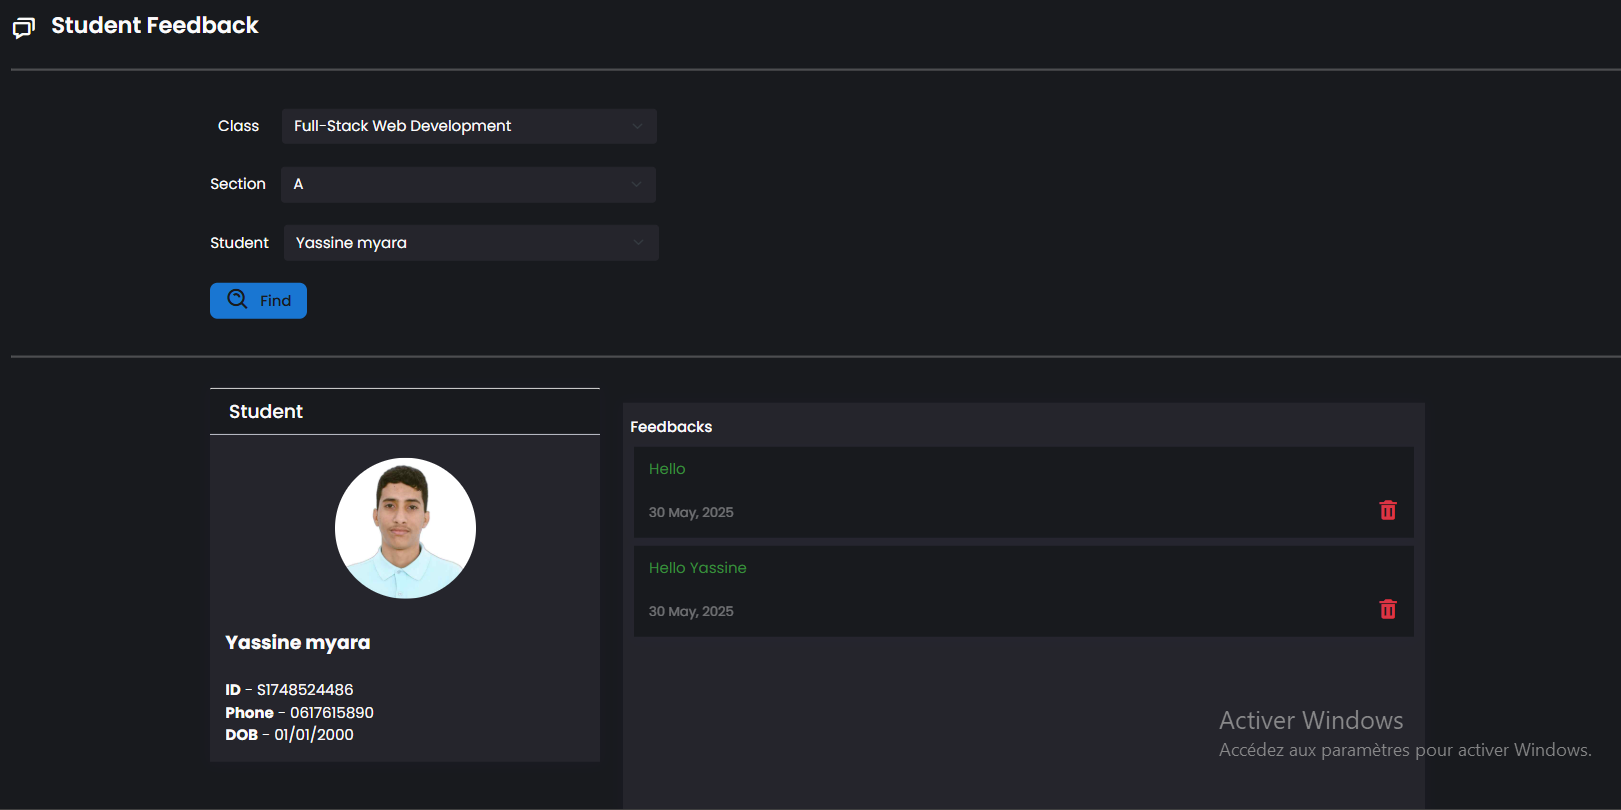 Student Feedback
Class
Full-Stack Web Development
Section
A
Student
Yassine myara
Find
Student
Yassine myara
ID - S1748524486
Phone - 0617615890
DOB - 01/01/2000
Feedbacks
Hello
30 May, 2025
Hello Yassine
30 May, 2025
Activer Windows
Accédez aux paramètres pour activer Windows.